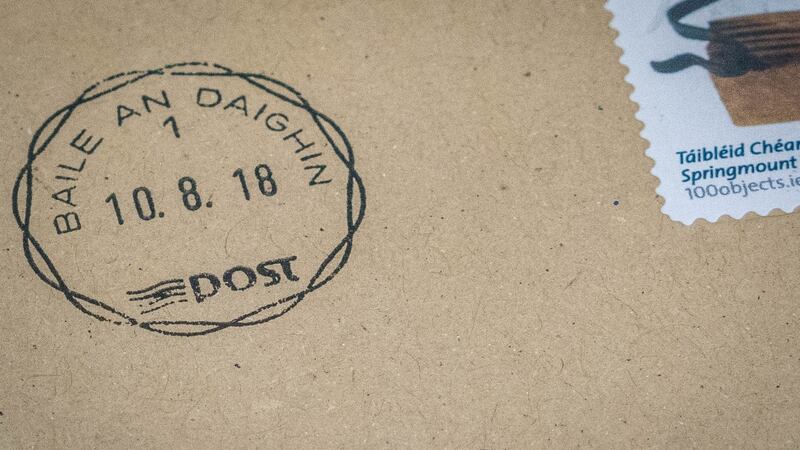 BAILE AN DAIGHIN
1
10. 8. 18
POST
Táibléid Chéar
Springmount
100objects.ie